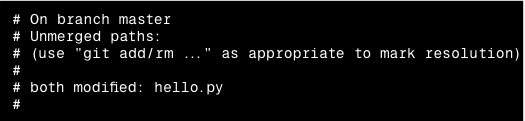 # On branch master
# Unmerged paths:
# (use "git add/rm ..." as appropriate to mark resolution)
#
# both modified: hello.py
#